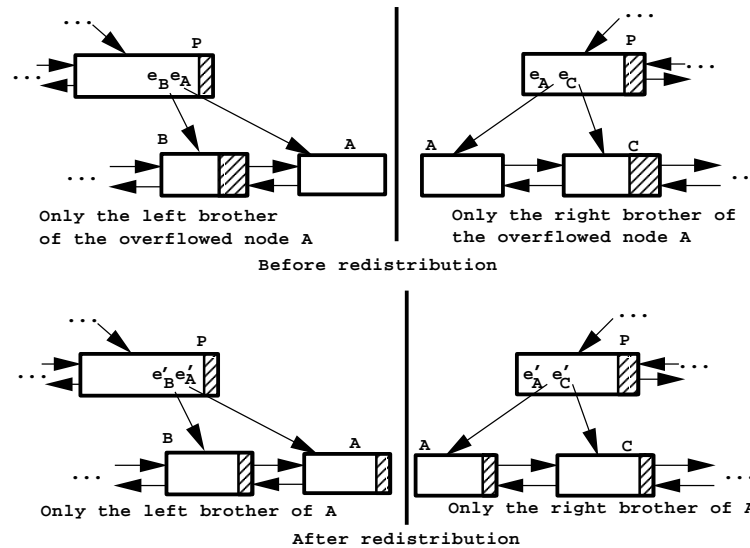 ... ...
P P
... ...
e_B e_A e_A e_C
B A A C
... ...
Only the left brother
of the overflowed node A
Only the right brother of
the overflowed node A
Before redistribution
... ...
P P
... ...
e'_B e'_A e'_A e'_C
B A A C
... ...
Only the left brother of A
Only the right brother of A
After redistribution